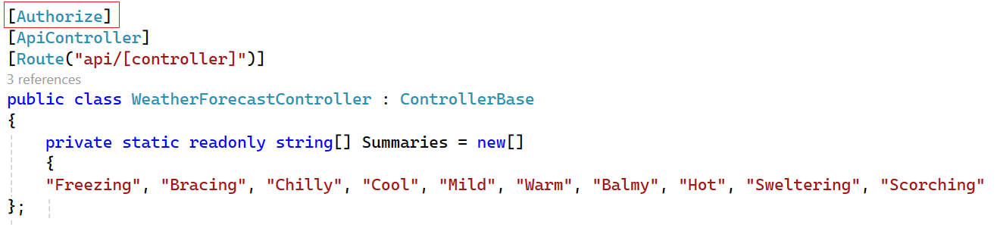 [Authorize]
[ApiController]
[Route("api/[controller]")]
3 references
public class WeatherForecastController : ControllerBase
{
private static readonly string[] Summaries = new[]
{
"Freezing", "Bracing", "Chilly", "Cool", "Mild", "Warm", "Balmy", "Hot", "Sweltering", "Scorching"
};